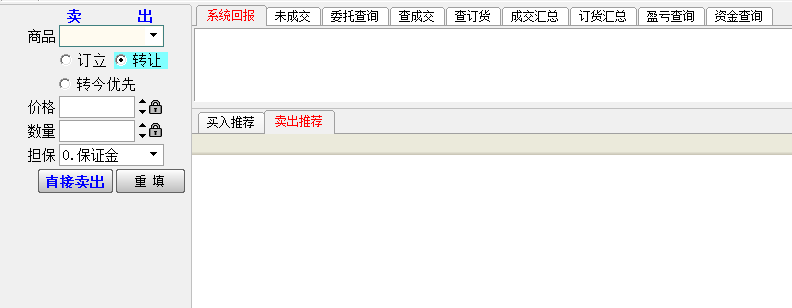 卖 出
商品
订立 转让
转今优先
价格
数量
担保 0.保证金
直接卖出 重 填
系统回报 未成交 委托查询 查成交 查订货 成交汇总 订货汇总 盈亏查询 资金查询
买入推荐 卖出推荐